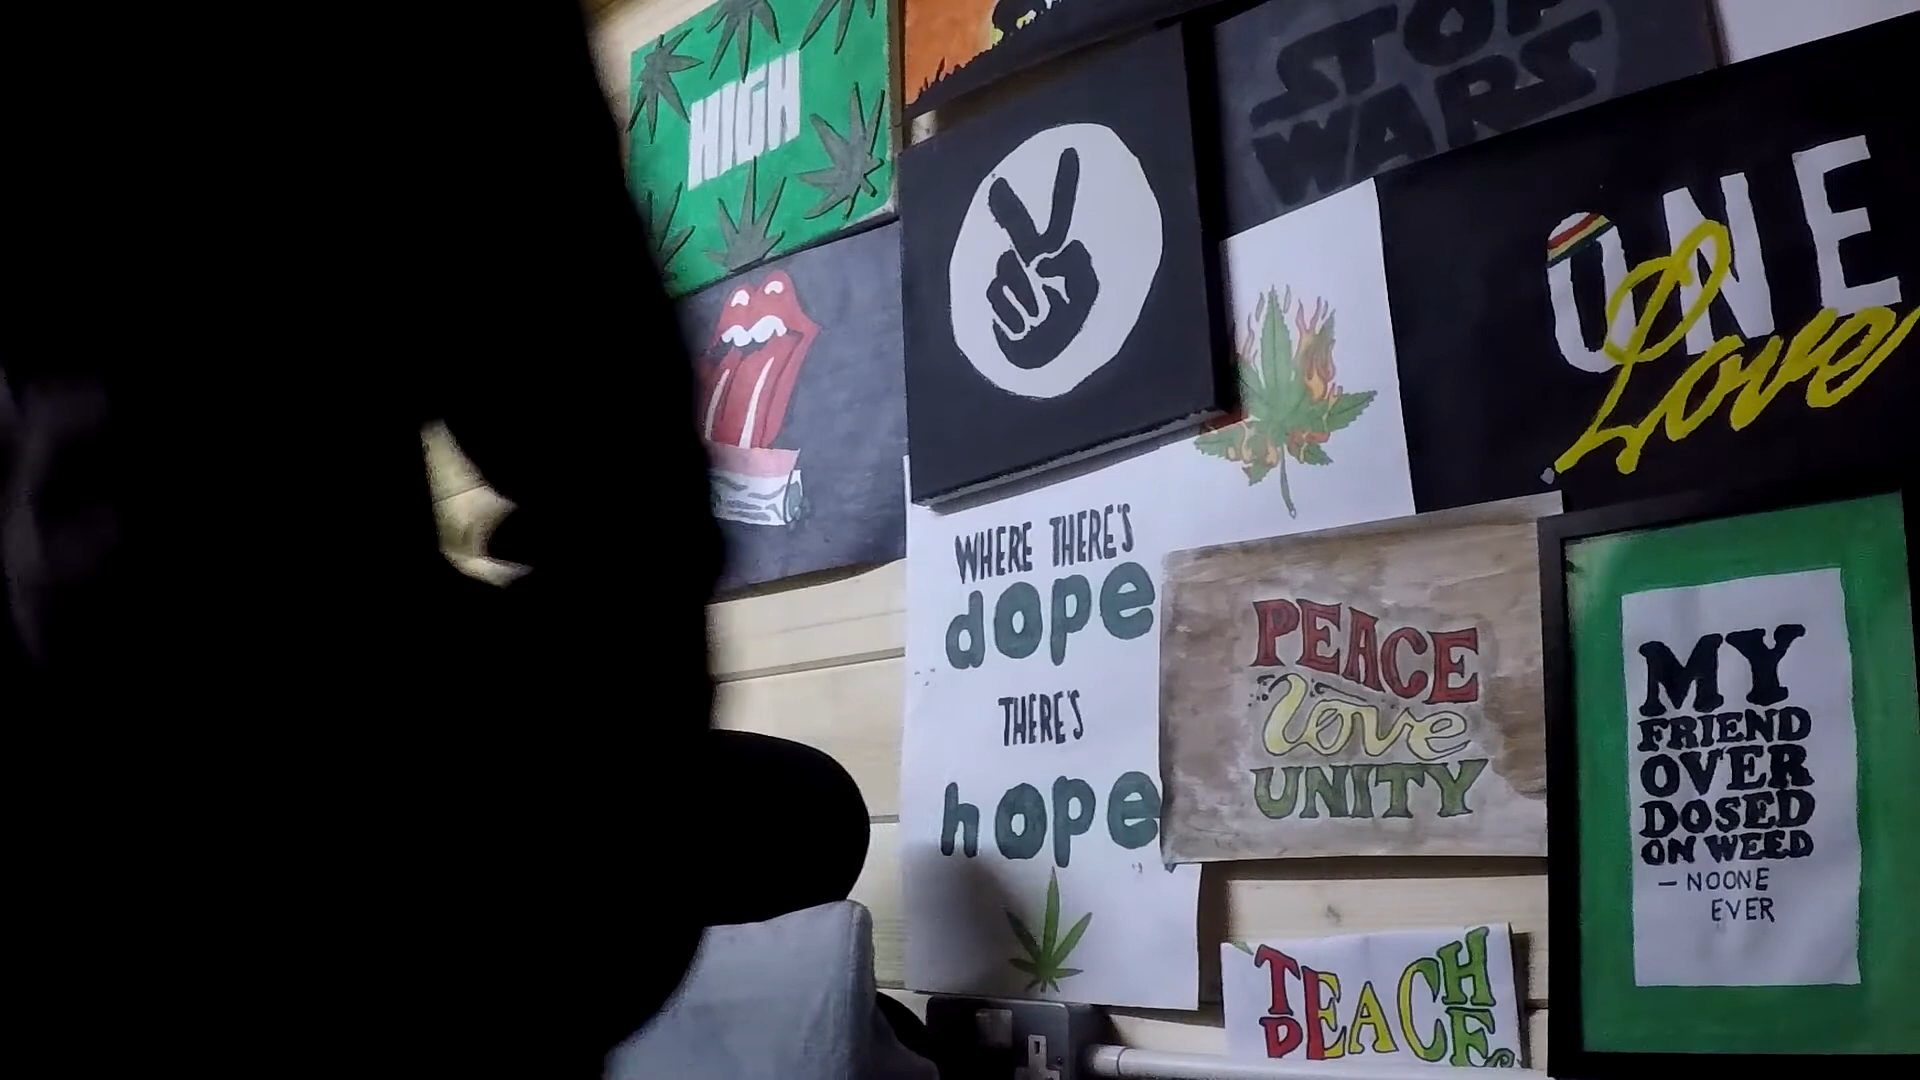 HIGH
STOP
WARS
ONE
Love
WHERE THERE'S
dope
THERE'S
hope
PEACE
Love
UNITY
MY
FRIEND
OVER
DOSED
ON WEED
- NOONE
EVER
TEACH
PEACE